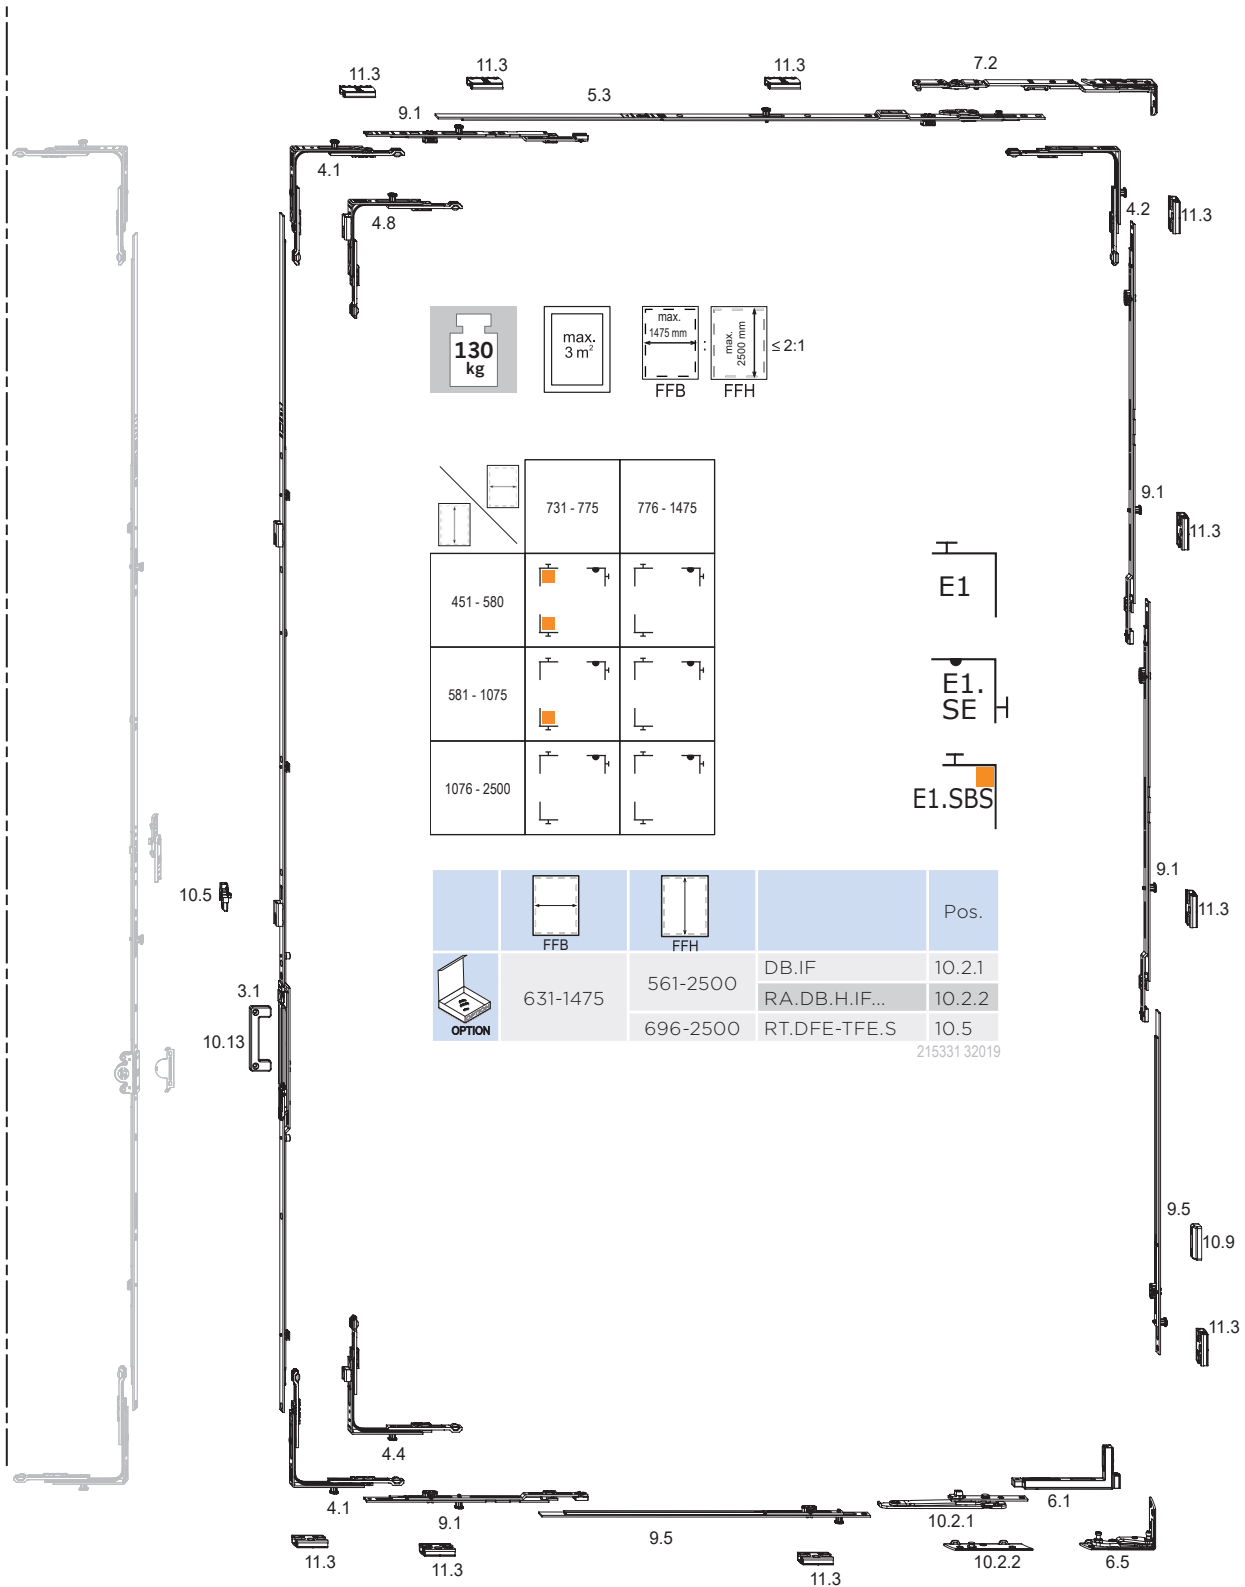 11.3
11.3
11.3
7.2
5.3
9.1
4.1
4.8
4.2
11.3
130
kg
max.
3 m²
max.
1475 mm
FFB
:
max.
2500 mm
FFH
≤ 2:1
731 - 775
776 - 1475
451 - 580
581 - 1075
1076 - 2500
9.1
11.3
E1
E1.
SE
E1.SBS
9.1
11.3
10.5
3.1
10.13
FFB
FFH
Pos.
OPTION
631-1475
561-2500
DB.IF
10.2.1
RA.DB.H.IF...
10.2.2
696-2500
RT.DFE-TFE.S
10.5
215331 32019
9.5
10.9
11.3
4.4
4.1
9.1
9.5
10.2.1
6.1
11.3
11.3
11.3
10.2.2
6.5